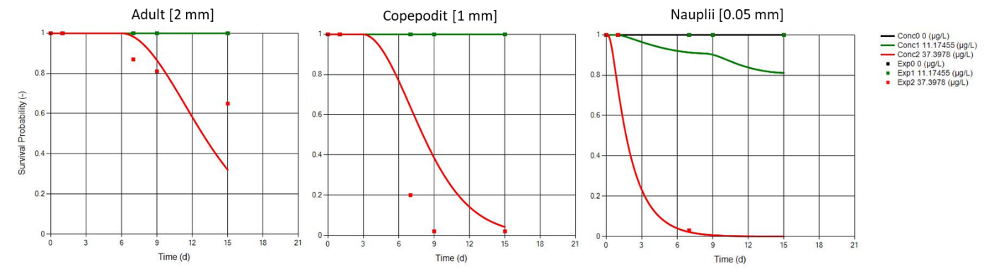 Adult [2 mm]
Copepodit [1 mm]
Nauplii [0.05 mm]
Survival Probability (-)
1
0.8
0.6
0.4
0.2
0
0 3 6 9 12 15 18 21
Time (d)
1
0.8
0.6
0.4
0.2
0
0 3 6 9 12 15 18 21
Time (d)
1
0.8
0.6
0.4
0.2
0
0 3 6 9 12 15 18 21
Time (d)
Conc0 0 (µg/L)
Conc1 11.17455 (µg/L)
Conc2 37.3978 (µg/L)
Exp0 0 (µg/L)
Exp1 11.17455 (µg/L)
Exp2 37.3978 (µg/L)